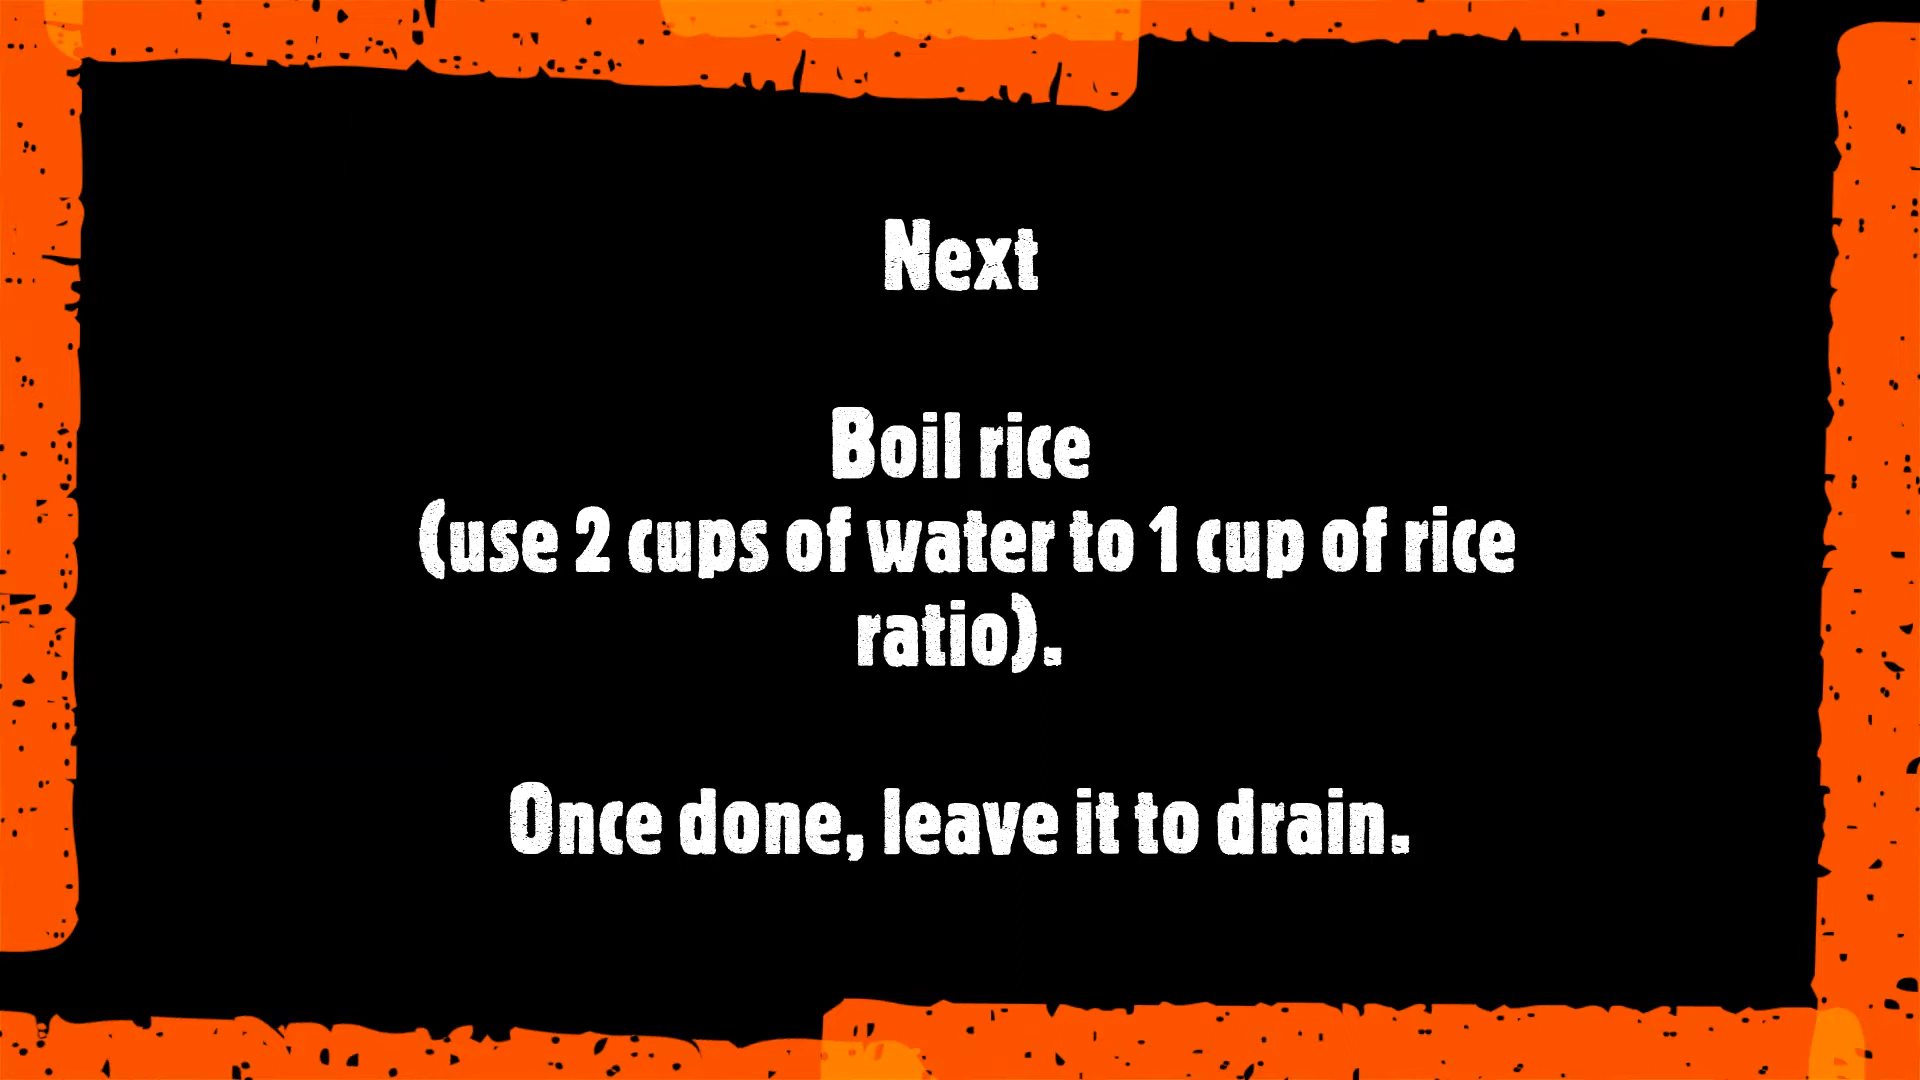 Next
Boil rice
(use 2 cups of water to 1 cup of rice
ratio).
Once done, leave it to drain.